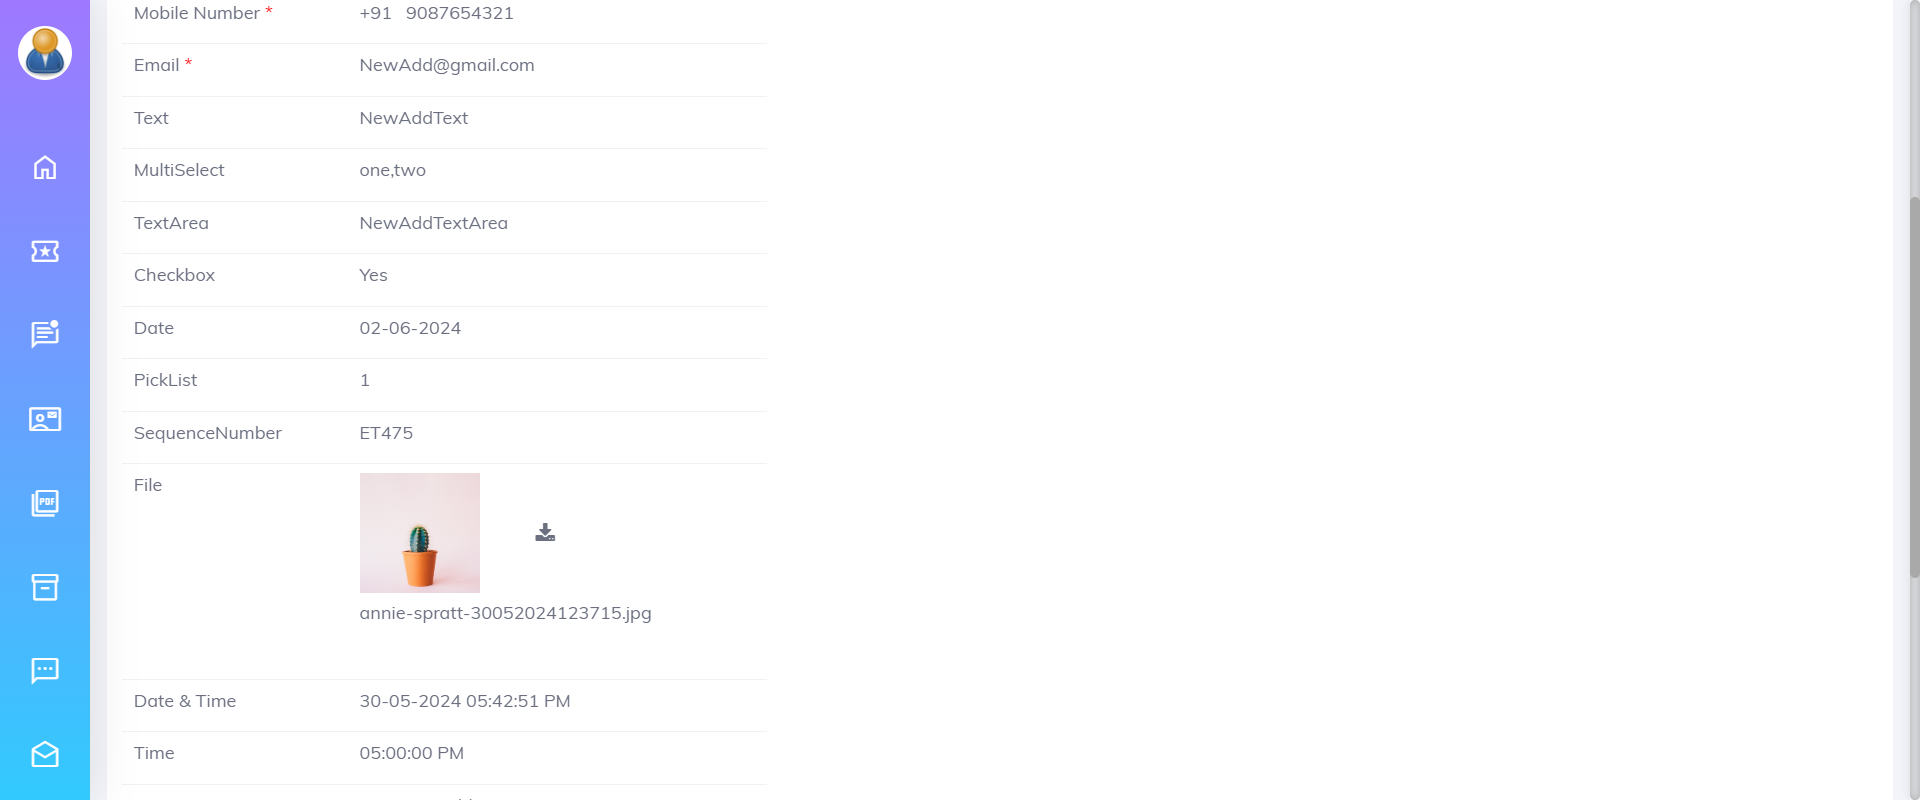 Mobile Number * +91 9087654321
Email * NewAdd@gmail.com
Text NewAddText
MultiSelect one,two
TextArea NewAddTextArea
Checkbox Yes
Date 02-06-2024
PickList 1
SequenceNumber ET475
File
PDF
annie-spratt-30052024123715.jpg
Date & Time 30-05-2024 05:42:51 PM
Time 05:00:00 PM